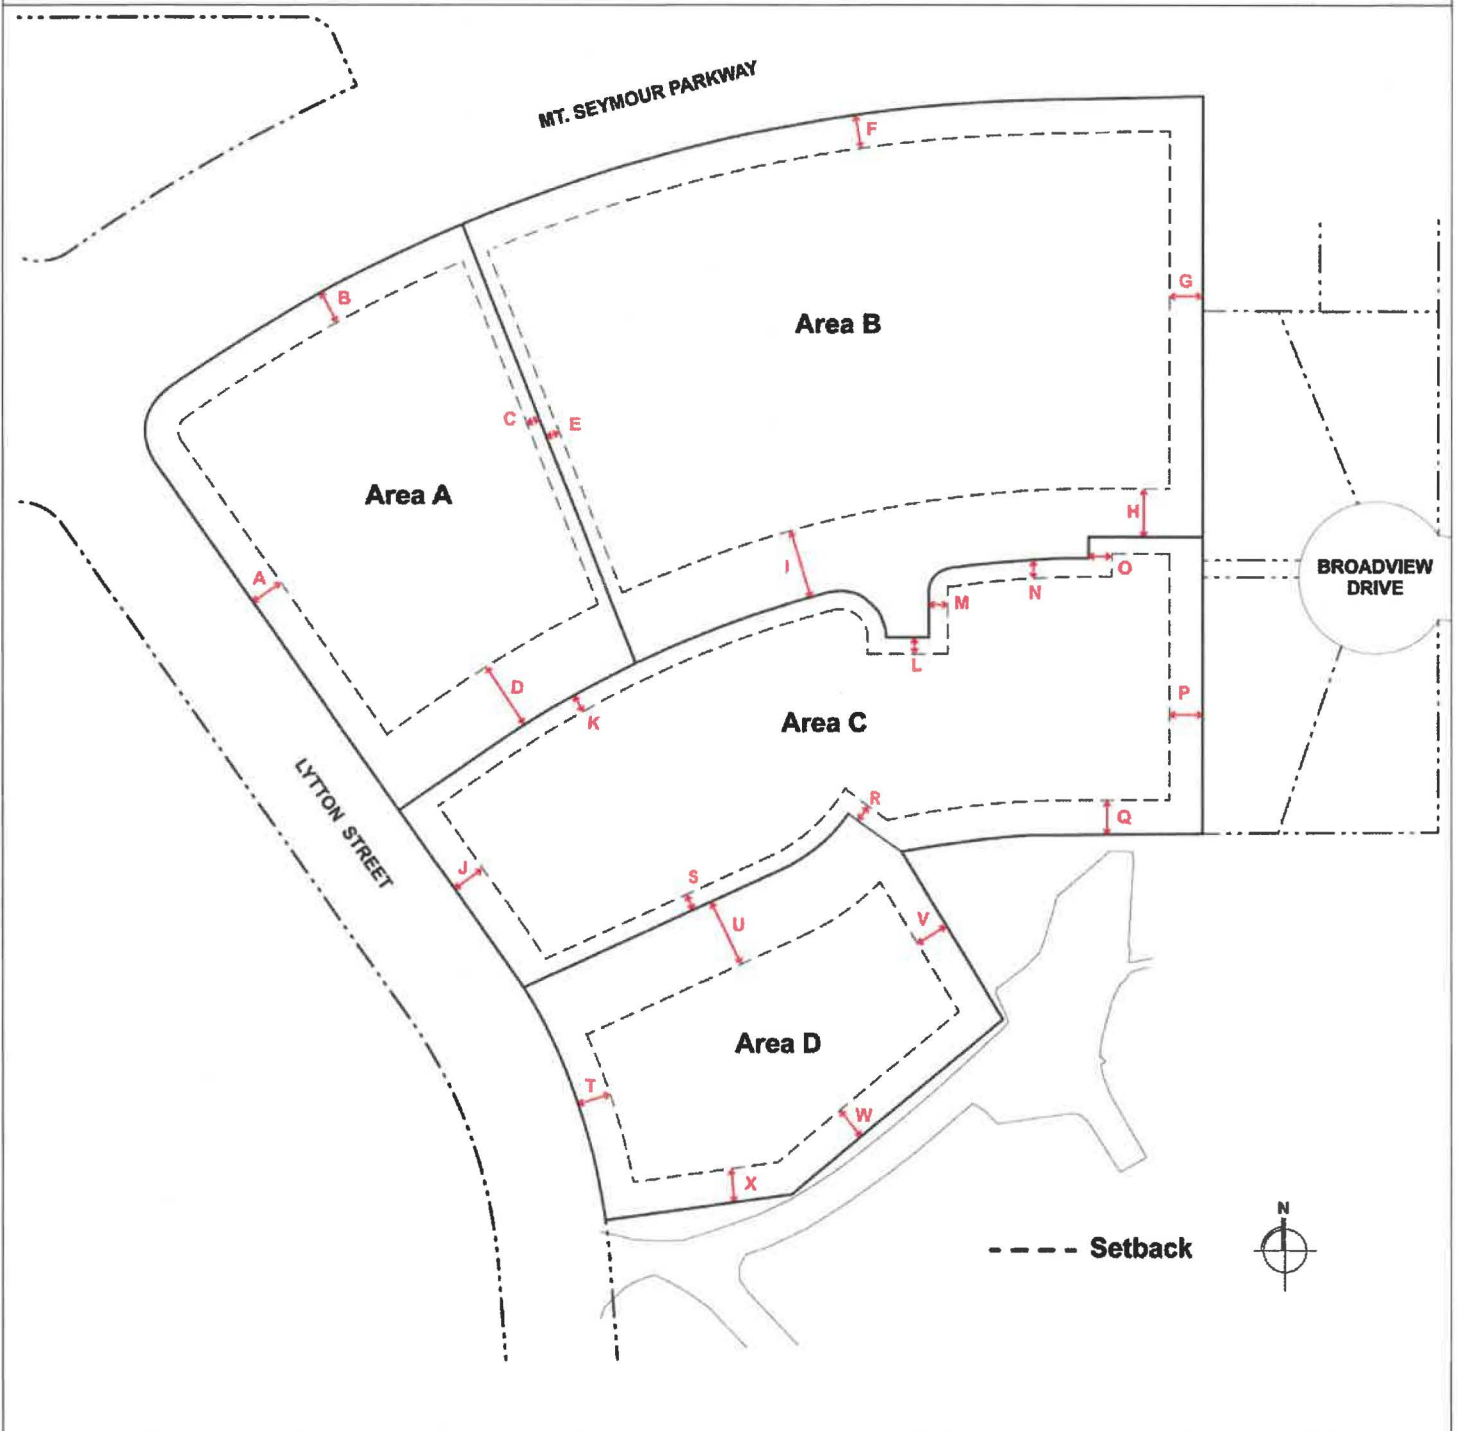 MT. SEYMOUR PARKWAY
F
B
G
Area B
C
E
Area A
H
I
O
BROADVIEW
DRIVE
A
M
N
L
D
K
P
Area C
LYTTON STREET
R
Q
J
S
U
V
Area D
T
W
X
N
Setback